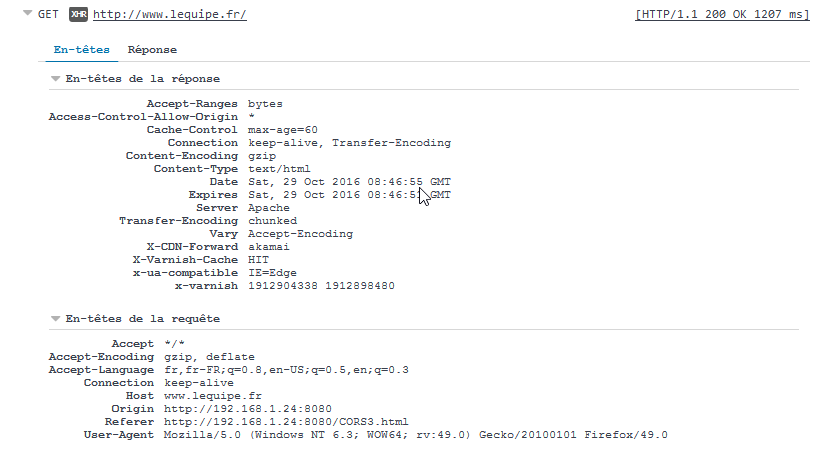 GET XHR http://www.lequipe.fr/ [HTTP/1.1 200 OK 1207 ms]
En-têtes Réponse
En-têtes de la réponse
Accept-Ranges bytes
Access-Control-Allow-Origin *
Cache-Control max-age=60
Connection keep-alive, Transfer-Encoding
Content-Encoding gzip
Content-Type text/html
Date Sat, 29 Oct 2016 08:46:55 GMT
Expires Sat, 29 Oct 2016 GMT
Server Apache
Transfer-Encoding chunked
Vary Accept-Encoding
X-CDN-Forward akamai
X-Varnish-Cache HIT
x-ua-compatible IE=Edge
x-varnish 1912904338 1912898480
En-têtes de la requête
Accept */*
Accept-Encoding gzip, deflate
Accept-Language fr,fr-FR;q=0.8,en-US;q=0.5,en;q=0.3
Connection keep-alive
Host www.lequipe.fr
Origin http://192.168.1.24:8080
Referer http://192.168.1.24:8080/CORS3.html
User-Agent Mozilla/5.0 (Windows NT 6.3; WOW64; rv:49.0) Gecko/20100101 Firefox/49.0